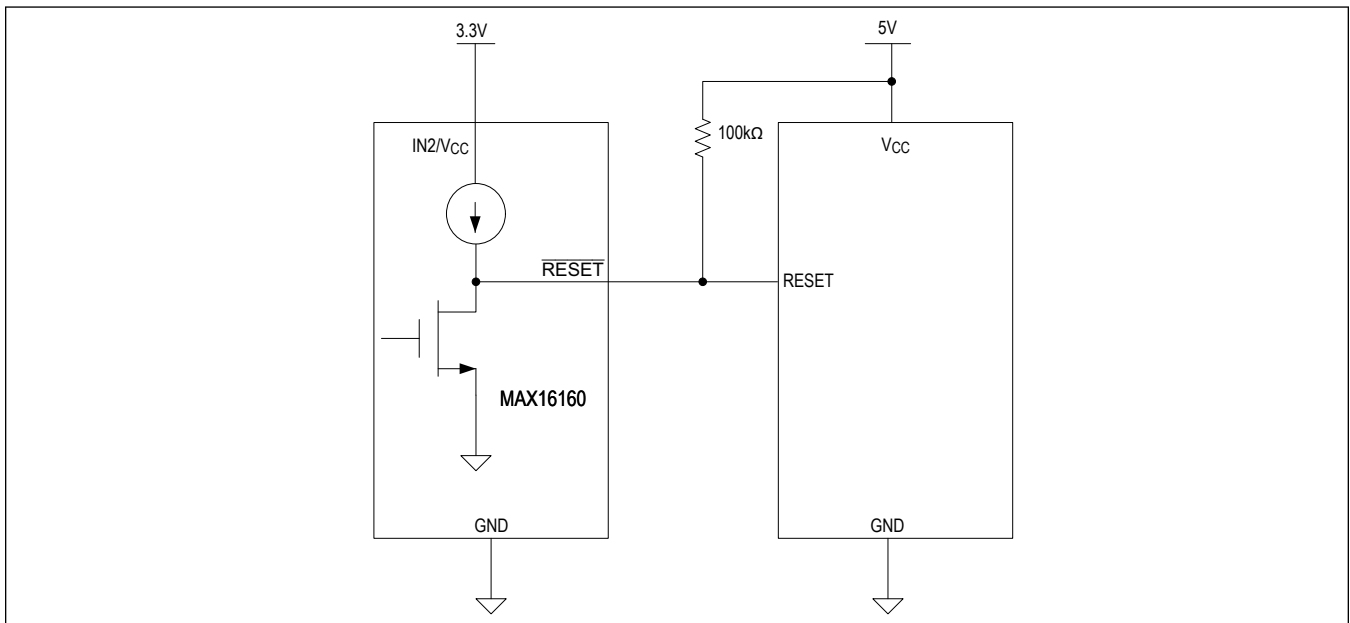 3.3V
5V
100kΩ
IN2/VCC
VCC
RESET
RESET
MAX16160
GND
GND